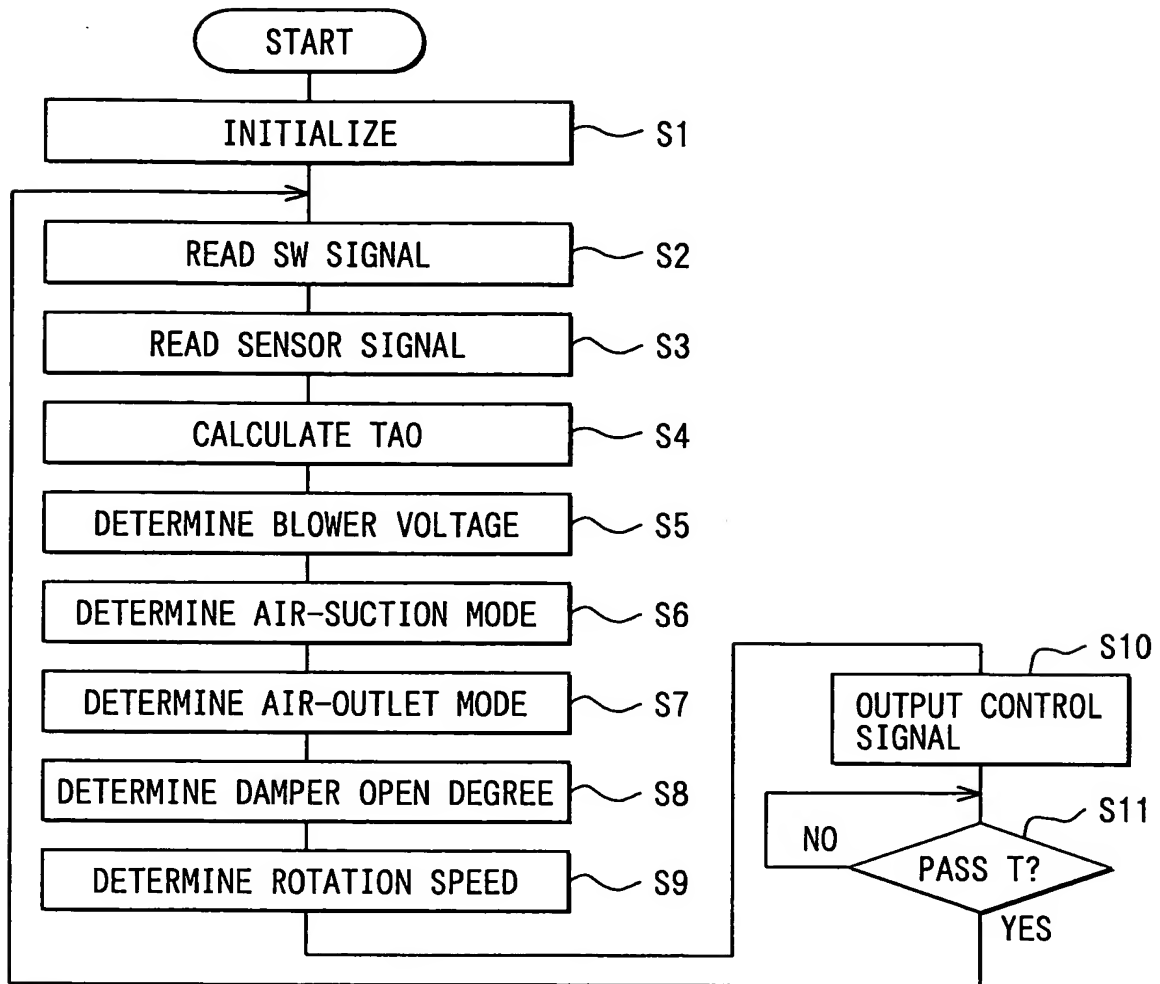 START
INITIALIZE
S1
READ SW SIGNAL
S2
READ SENSOR SIGNAL
S3
CALCULATE TAO
S4
DETERMINE BLOWER VOLTAGE
S5
DETERMINE AIR-SUCTION MODE
S6
DETERMINE AIR-OUTLET MODE
S7
DETERMINE DAMPER OPEN DEGREE
S8
DETERMINE ROTATION SPEED
S9
S10
OUTPUT CONTROL
SIGNAL
S11
NO
PASS T?
YES